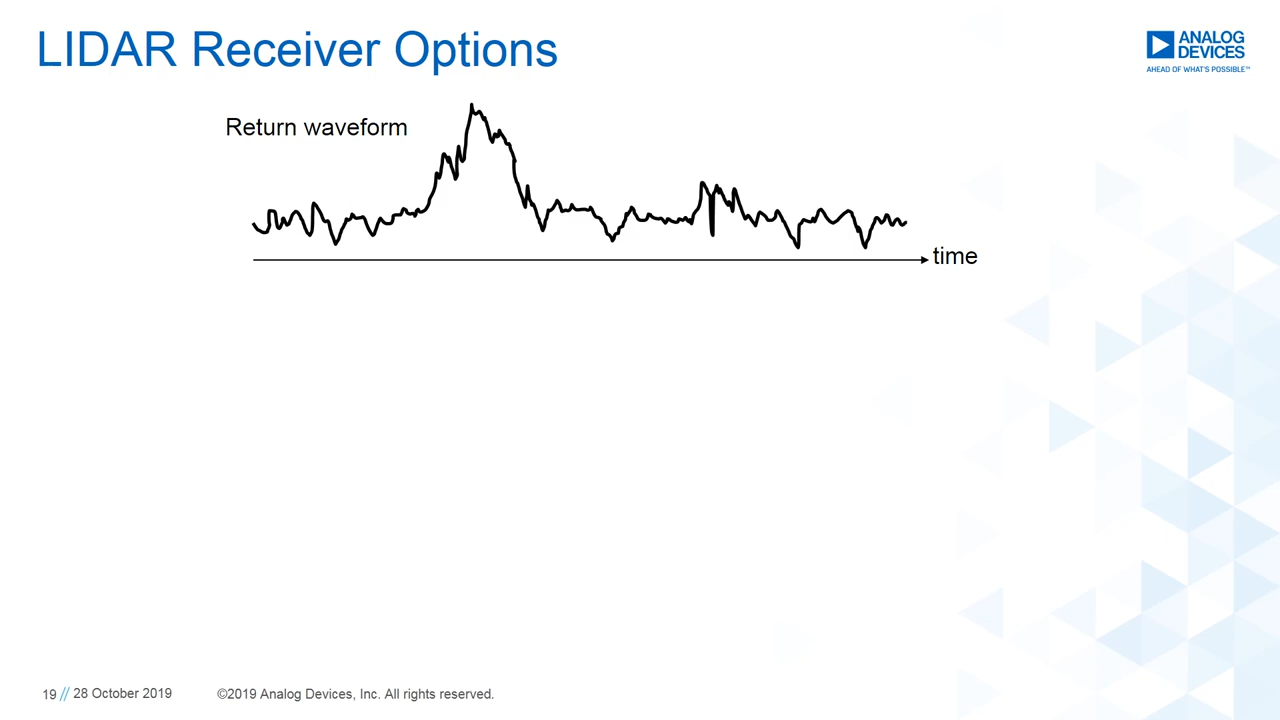 LIDAR Receiver Options
ANALOG
DEVICES
AHEAD OF WHAT'S POSSIBLE™
Return waveform
time
19 // 28 October 2019 ©2019 Analog Devices, Inc. All rights reserved.